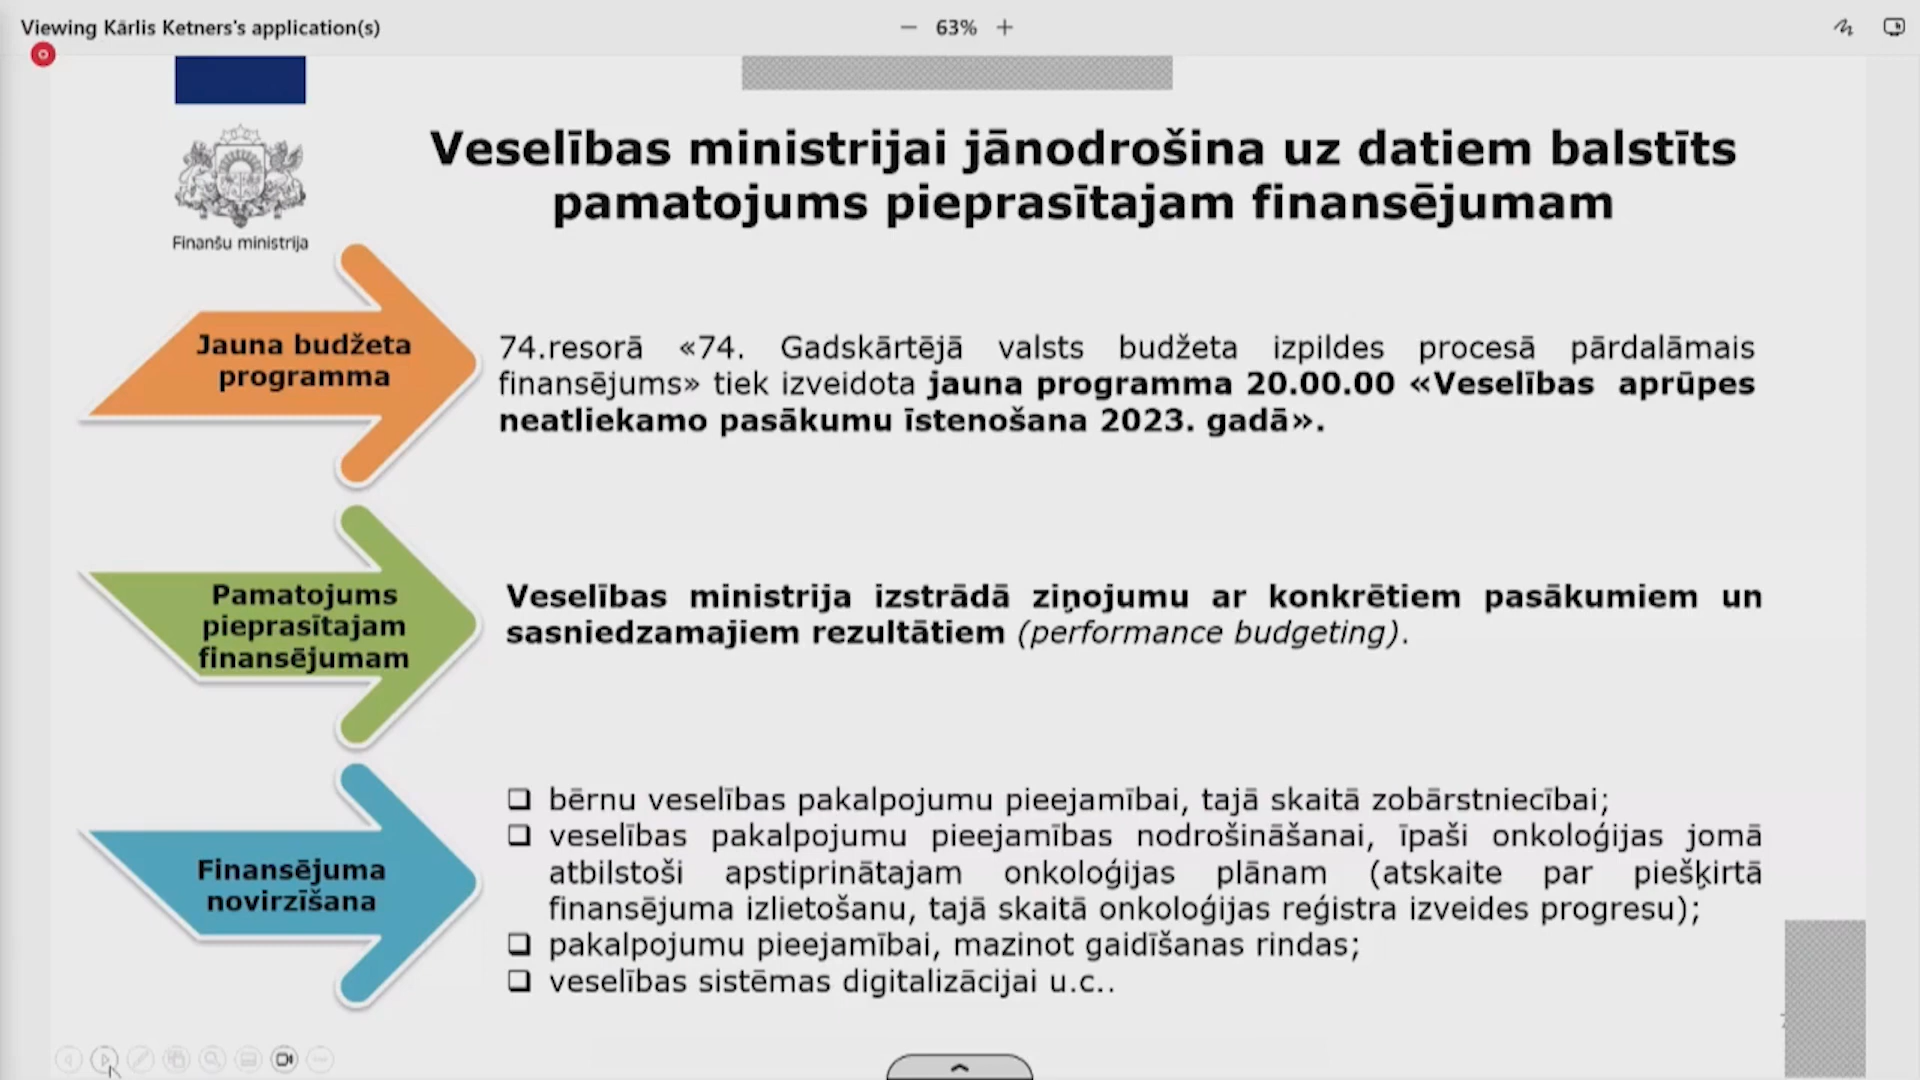 Viewing Kārlis Ketners's application(s)
63%
Finanšu ministrija
Veselības ministrijai jānodrošina uz datiem balstīts
pamatojums pieprasītajam finansējumam
Jauna budžeta
programma
74.resorā «74. Gadskārtējā valsts budžeta izpildes procesā pārdalāmais
finansējums» tiek izveidota jauna programma 20.00.00 «Veselības aprūpes
neatliekamo pasākumu īstenošana 2023. gadā».
Pamatojums
pieprasītajam
finansējumam
Veselības ministrija izstrādā ziņojumu ar konkrētiem pasākumiem un
sasniedzamajiem rezultātiem (performance budgeting).
Finansējuma
novirzīšana
bērnu veselības pakalpojumu pieejamībai, tajā skaitā zobārstniecībai;
veselības pakalpojumu pieejamības nodrošināšanai, īpaši onkoloģijas jomā
atbilstoši apstiprinātajam onkoloģijas plānam (atskaite par piešķirtā
finansējuma izlietošanu, tajā skaitā onkoloģijas reģistra izveides progresu);
pakalpojumu pieejamībai, mazinot gaidīšanas rindas;
veselības sistēmas digitalizācijai u.c..